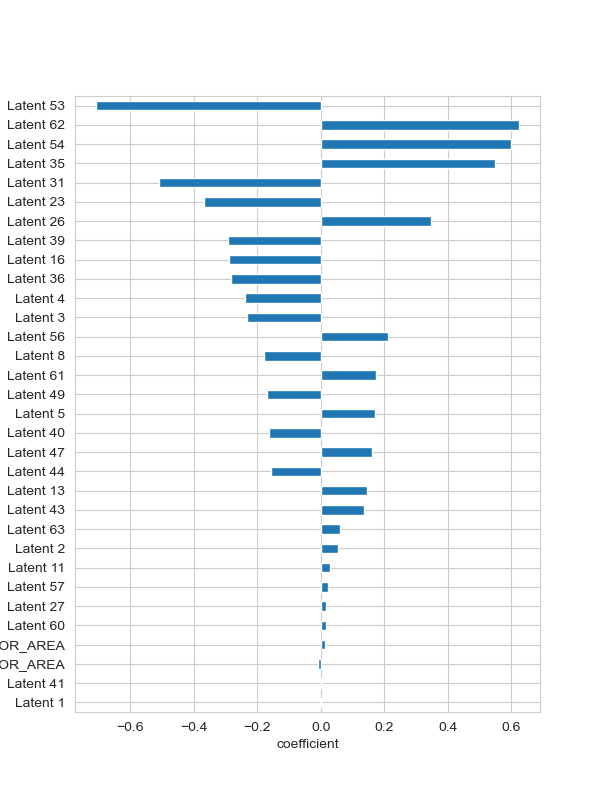 Latent 53
Latent 62
Latent 54
Latent 35
Latent 31
Latent 23
Latent 26
Latent 39
Latent 16
Latent 36
Latent 4
Latent 3
Latent 56
Latent 8
Latent 61
Latent 49
Latent 5
Latent 40
Latent 47
Latent 44
Latent 13
Latent 43
Latent 63
Latent 2
Latent 11
Latent 57
Latent 27
Latent 60
OR_AREA
OR_AREA
Latent 41
Latent 1
−0.6 −0.4 −0.2 0.0 0.2 0.4 0.6
coefficient